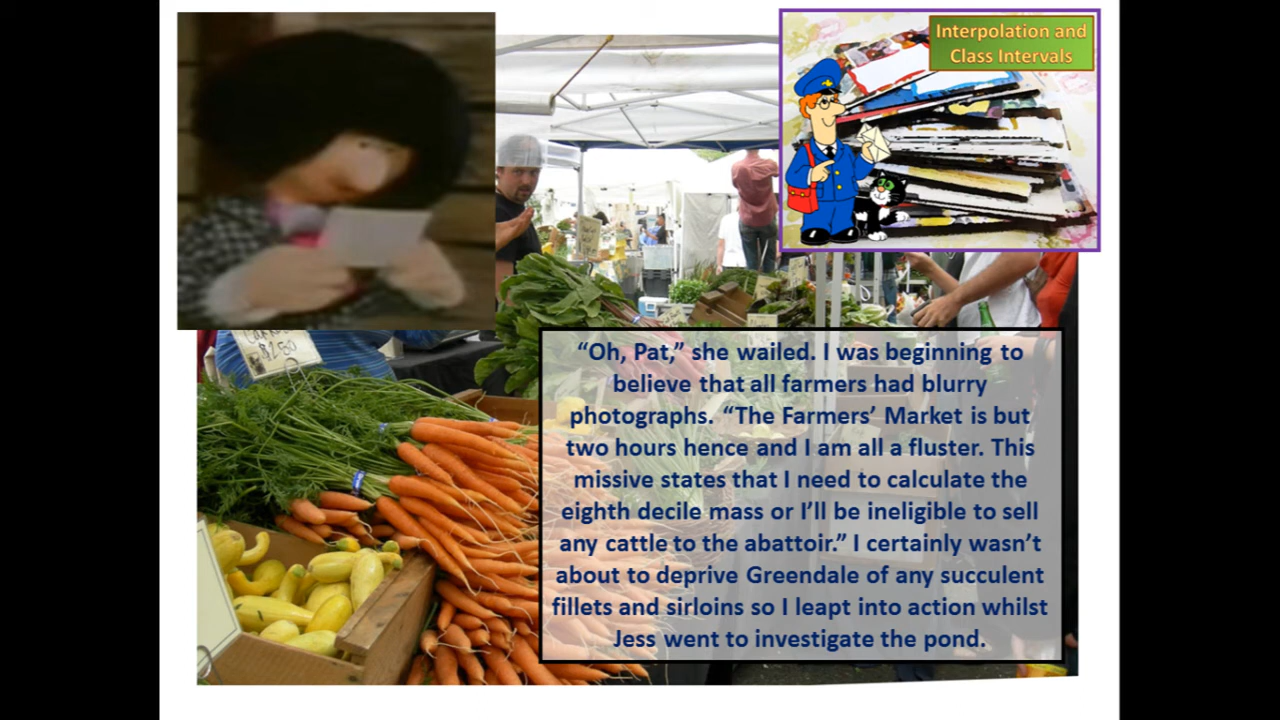 Interpolation and
Class Intervals
$2.50
“Oh, Pat,” she wailed. I was beginning to
believe that all farmers had blurry
photographs. “The Farmers’ Market is but
two hours hence and I am all a fluster. This
missive states that I need to calculate the
eighth decile mass or I’ll be ineligible to sell
any cattle to the abattoir.” I certainly wasn’t
about to deprive Greendale of any succulent
fillets and sirloins so I leapt into action whilst
Jess went to investigate the pond.